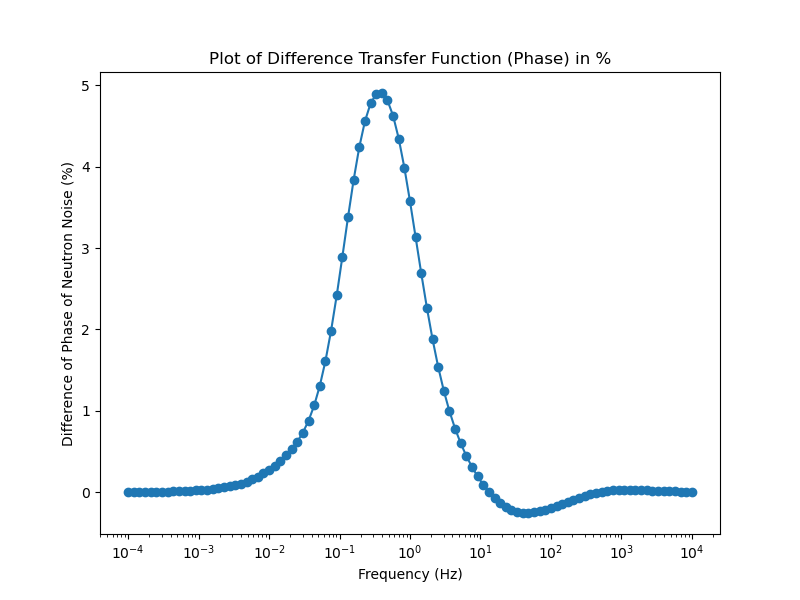 Plot of Difference Transfer Function (Phase) in %
Difference of Phase of Neutron Noise (%)
5
4
3
2
1
0
10⁻⁴ 10⁻³ 10⁻² 10⁻¹ 10⁰ 10¹ 10² 10³ 10⁴
Frequency (Hz)